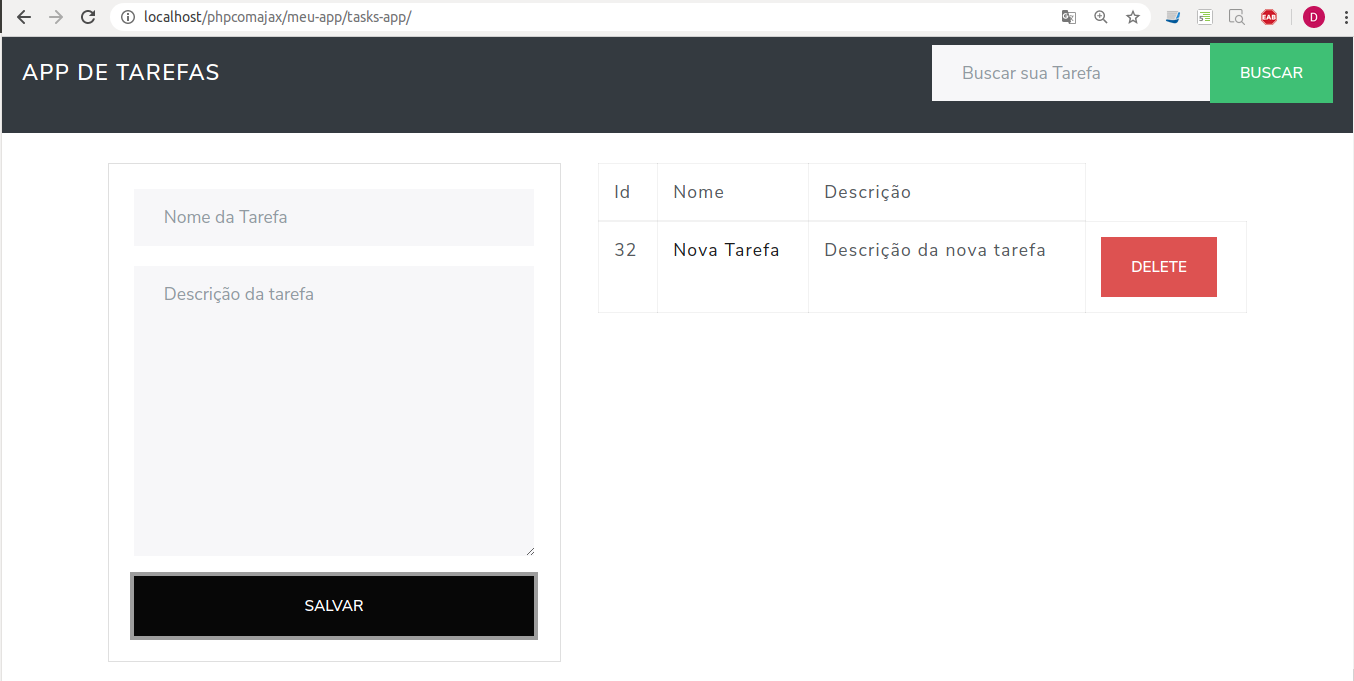 localhost/phpcomajax/meu-app/tasks-app/
D
APP DE TAREFAS
Buscar sua Tarefa
BUSCAR
Nome da Tarefa
Descrição da tarefa
SALVAR
Id Nome Descrição
32 Nova Tarefa Descrição da nova tarefa DELETE